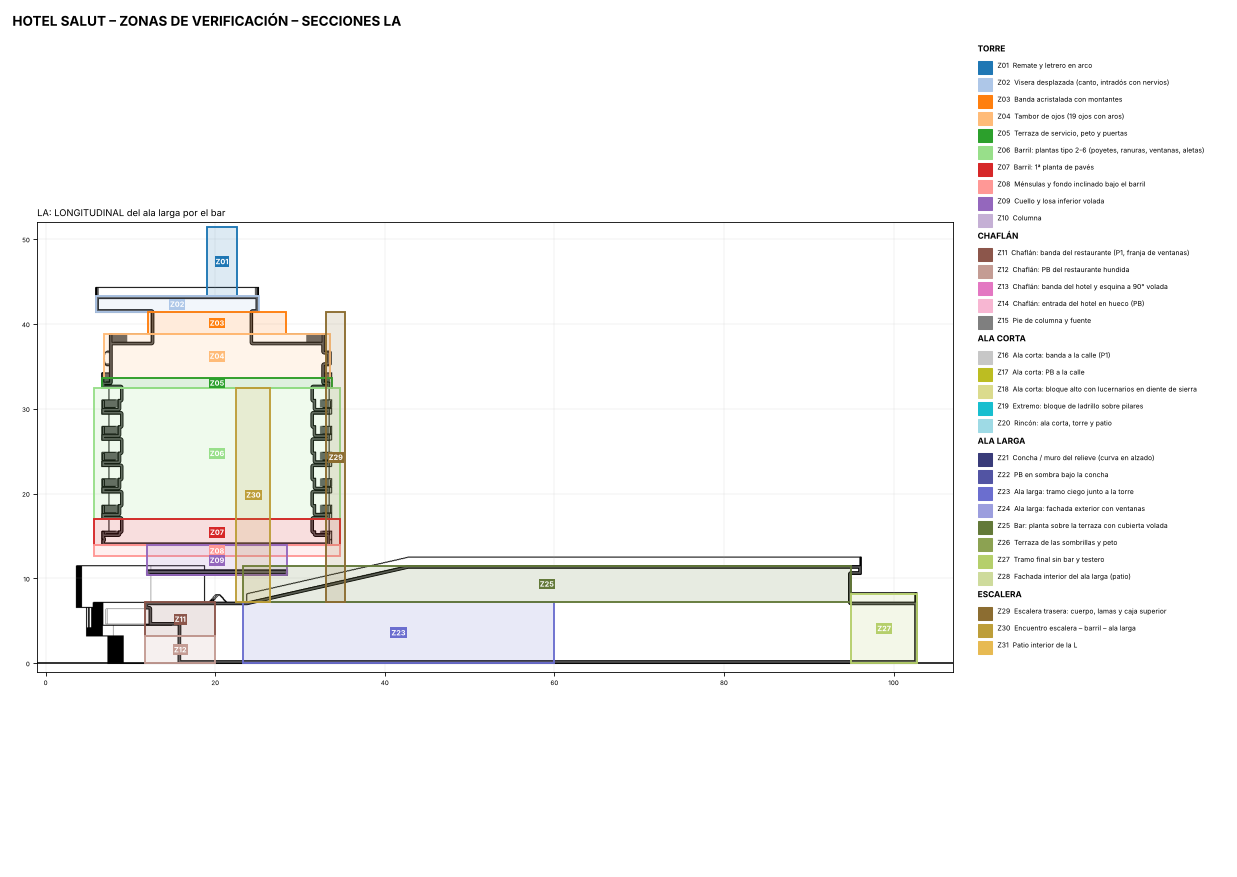 HOTEL SALUT – ZONAS DE VERIFICACIÓN – SECCIONES LA
LA: LONGITUDINAL del ala larga por el bar
50
40
30
20
10
0
0
20
40
60
80
100
Z01
Z02
Z03
Z04
Z05
Z06
Z29
Z30
Z07
Z08
Z09
Z25
Z11
Z23
Z27
Z12
TORRE
Z01 Remate y letrero en arco
Z02 Visera desplazada (canto, intradós con nervios)
Z03 Banda acristalada con montantes
Z04 Tambor de ojos (19 ojos con aros)
Z05 Terraza de servicio, peto y puertas
Z06 Barril: plantas tipo 2-6 (poyetes, ranuras, ventanas, aletas)
Z07 Barril: 1ª planta de pavés
Z08 Ménsulas y fondo inclinado bajo el barril
Z09 Cuello y losa inferior volada
Z10 Columna
CHAFLÁN
Z11 Chaflán: banda del restaurante (P1, franja de ventanas)
Z12 Chaflán: PB del restaurante hundida
Z13 Chaflán: banda del hotel y esquina a 90° volada
Z14 Chaflán: entrada del hotel en hueco (PB)
Z15 Pie de columna y fuente
ALA CORTA
Z16 Ala corta: banda a la calle (P1)
Z17 Ala corta: PB a la calle
Z18 Ala corta: bloque alto con lucernarios en diente de sierra
Z19 Extremo: bloque de ladrillo sobre pilares
Z20 Rincón: ala corta, torre y patio
ALA LARGA
Z21 Concha / muro del relieve (curva en alzado)
Z22 PB en sombra bajo la concha
Z23 Ala larga: tramo ciego junto a la torre
Z24 Ala larga: fachada exterior con ventanas
Z25 Bar: planta sobre la terraza con cubierta volada
Z26 Terraza de las sombrillas y peto
Z27 Tramo final sin bar y testero
Z28 Fachada interior del ala larga (patio)
ESCALERA
Z29 Escalera trasera: cuerpo, lamas y caja superior
Z30 Encuentro escalera – barril – ala larga
Z31 Patio interior de la L